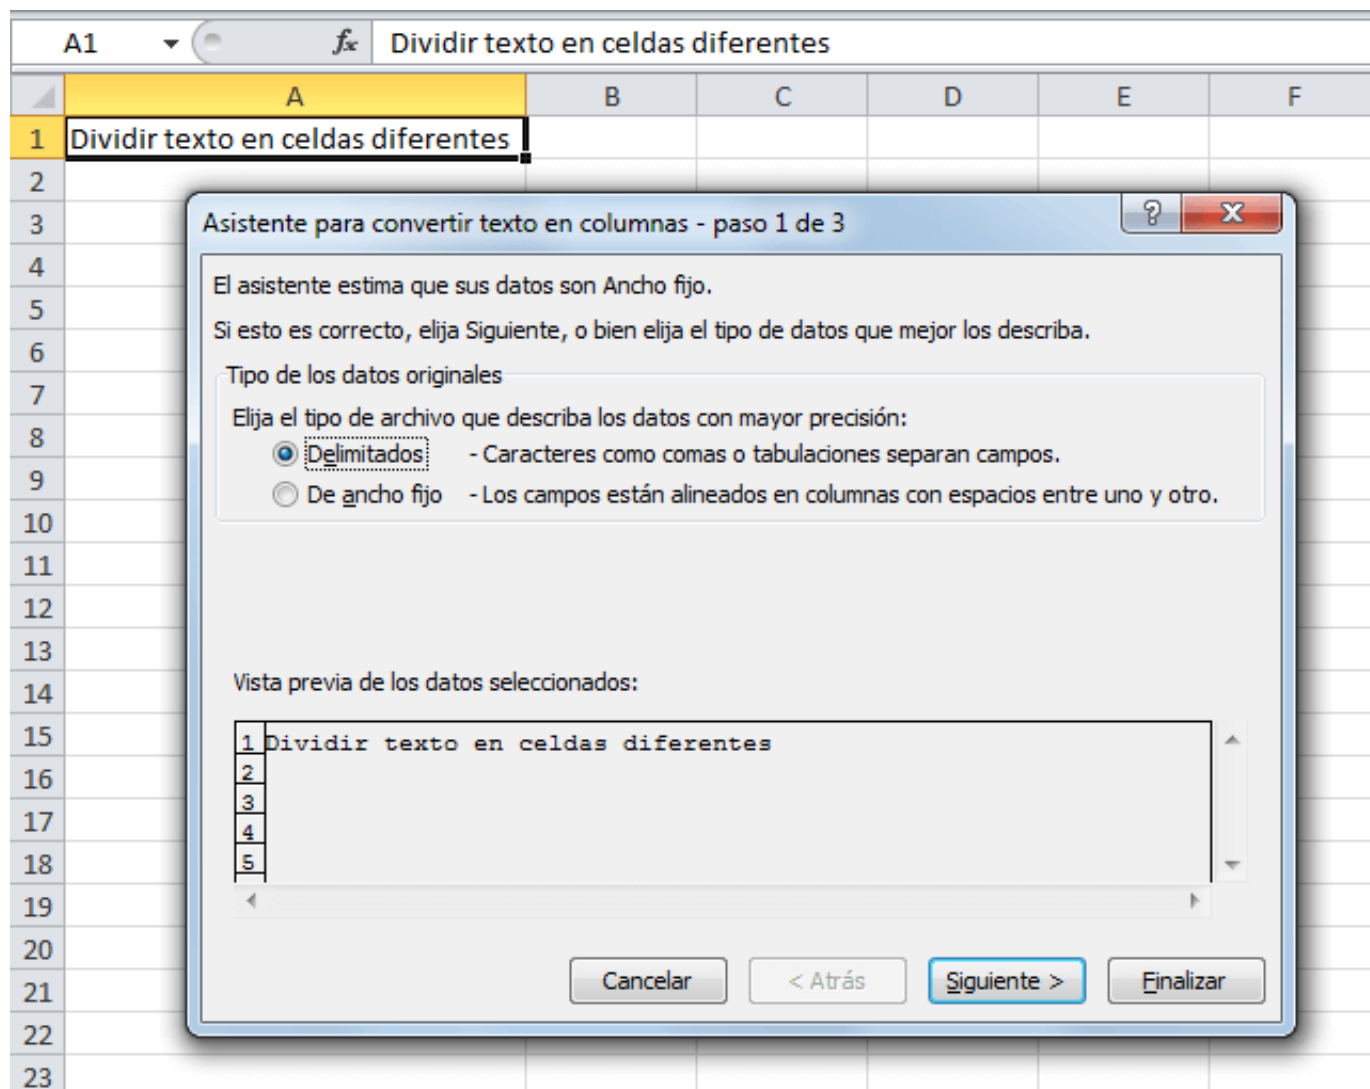 A1 fx Dividir texto en celdas diferentes
A B C D E F
1 Dividir texto en celdas diferentes
2
3
4
5
6
7
8
9
10
11
12
13
14
15
16
17
18
19
20
21
22
23
Asistente para convertir texto en columnas - paso 1 de 3 ? X
El asistente estima que sus datos son Ancho fijo.
Si esto es correcto, elija Siguiente, o bien elija el tipo de datos que mejor los describa.
Tipo de los datos originales
Elija el tipo de archivo que describa los datos con mayor precisión:
Delimitados - Caracteres como comas o tabulaciones separan campos.
De ancho fijo - Los campos están alineados en columnas con espacios entre uno y otro.
Vista previa de los datos seleccionados:
1 Dividir texto en celdas diferentes
2
3
4
5
Cancelar < Atrás Siguiente > Finalizar